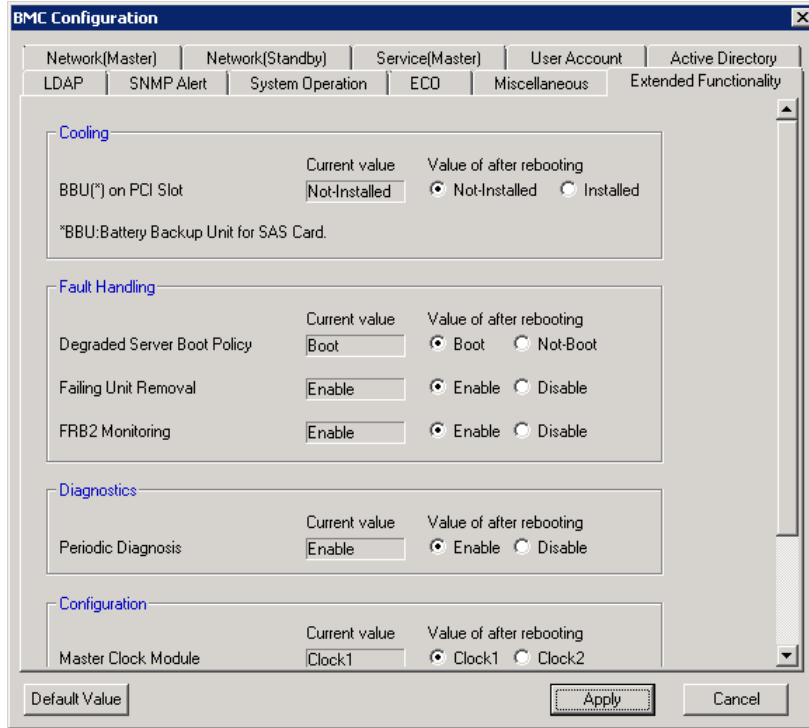 BMC Configuration
Network(Master) Network(Standby) Service(Master) User Account Active Directory
LDAP SNMP Alert System Operation ECO Miscellaneous Extended Functionality
Cooling
Current value Value of after rebooting
BBU(*) on PCI Slot Not-Installed Not-Installed Installed
*BBU:Battery Backup Unit for SAS Card.
Fault Handling
Current value Value of after rebooting
Degraded Server Boot Policy Boot Boot Not-Boot
Failing Unit Removal Enable Enable Disable
FRB2 Monitoring Enable Enable Disable
Diagnostics
Current value Value of after rebooting
Periodic Diagnosis Enable Enable Disable
Configuration
Current value Value of after rebooting
Master Clock Module Clock1 Clock1 Clock2
Default Value Apply Cancel